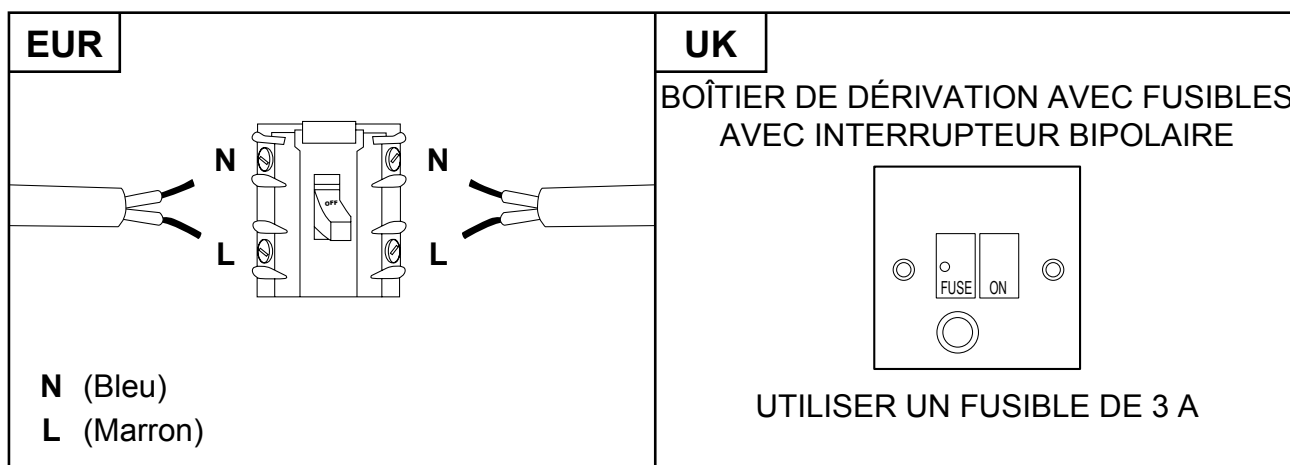 EUR
N
N
OFF
L
L
N (Bleu)
L (Marron)
UK
BOÎTIER DE DÉRIVATION AVEC FUSIBLES
AVEC INTERRUPTEUR BIPOLAIRE
FUSE
ON
UTILISER UN FUSIBLE DE 3 A